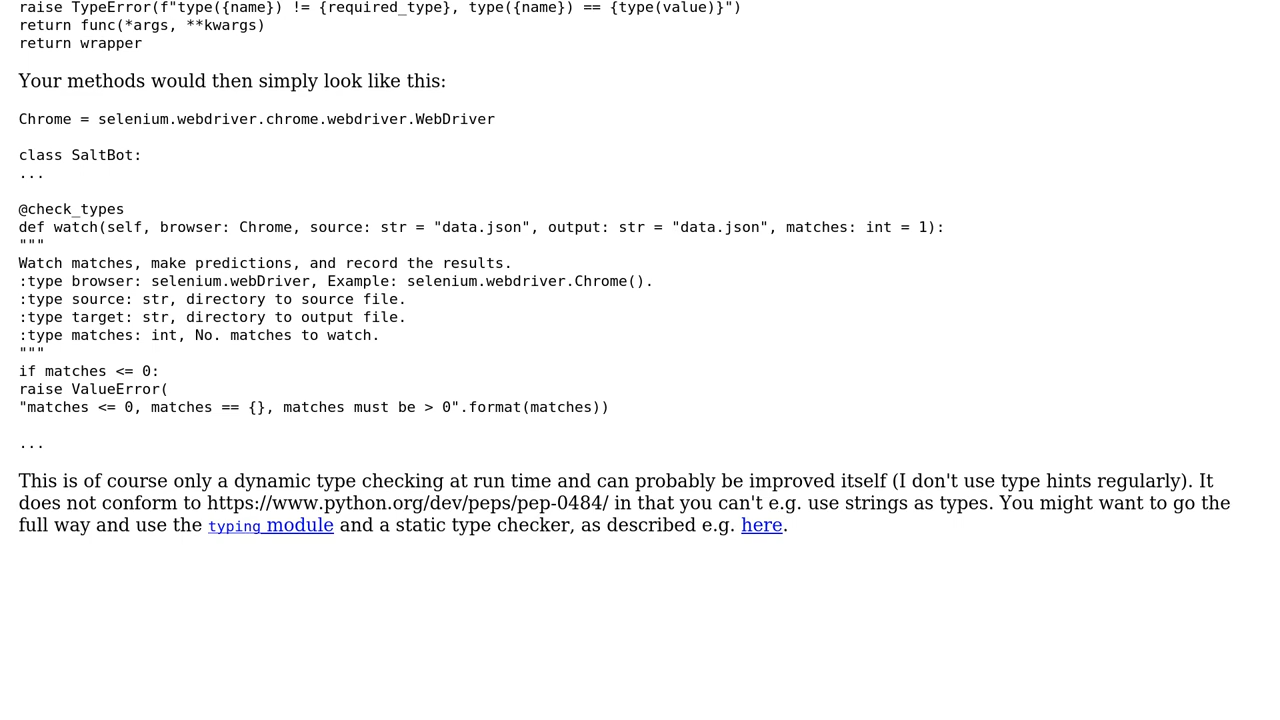 raise TypeError(f"type({name}) != {required_type}, type({name}) == {type(value)}")
return func(*args, **kwargs)
return wrapper
Your methods would then simply look like this:
Chrome = selenium.webdriver.chrome.webdriver.WebDriver
class SaltBot:
...
@check_types
def watch(self, browser: Chrome, source: str = "data.json", output: str = "data.json", matches: int = 1):
"""
Watch matches, make predictions, and record the results.
:type browser: selenium.webDriver, Example: selenium.webdriver.Chrome().
:type source: str, directory to source file.
:type target: str, directory to output file.
:type matches: int, No. matches to watch.
"""
if matches <= 0:
raise ValueError(
"matches <= 0, matches == {}, matches must be > 0".format(matches))
...
This is of course only a dynamic type checking at run time and can probably be improved itself (I don't use type hints regularly). It
does not conform to https://www.python.org/dev/peps/pep-0484/ in that you can't e.g. use strings as types. You might want to go the
full way and use the typing module and a static type checker, as described e.g. here.